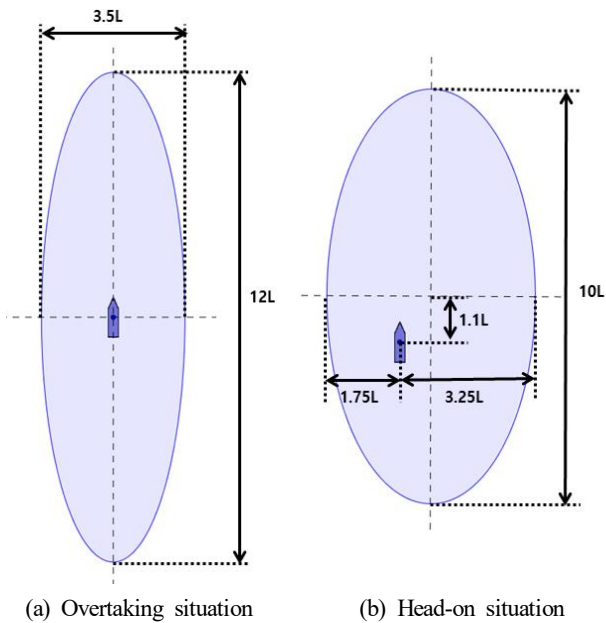 3.5L
12L
10L
1.1L
1.75L
3.25L
(a) Overtaking situation
(b) Head-on situation